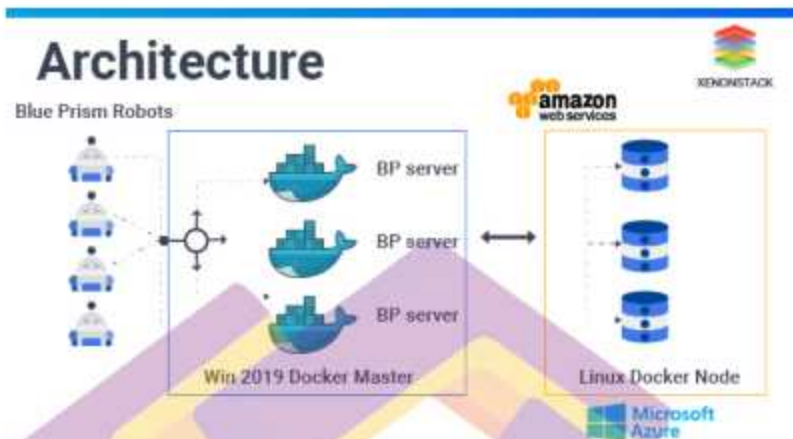 Architecture
XENONSTACK
Blue Prism Robots
amazon
web services
BP server
BP server
BP server
Win 2019 Docker Master
Linux Docker Node
Microsoft
Azure